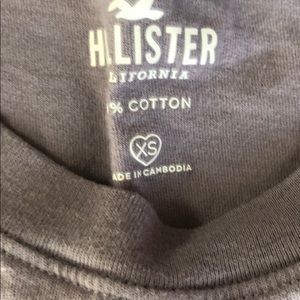 HLLISTER
LIFORNIA
% COTTON
XS
ADE IN CAMBODIA